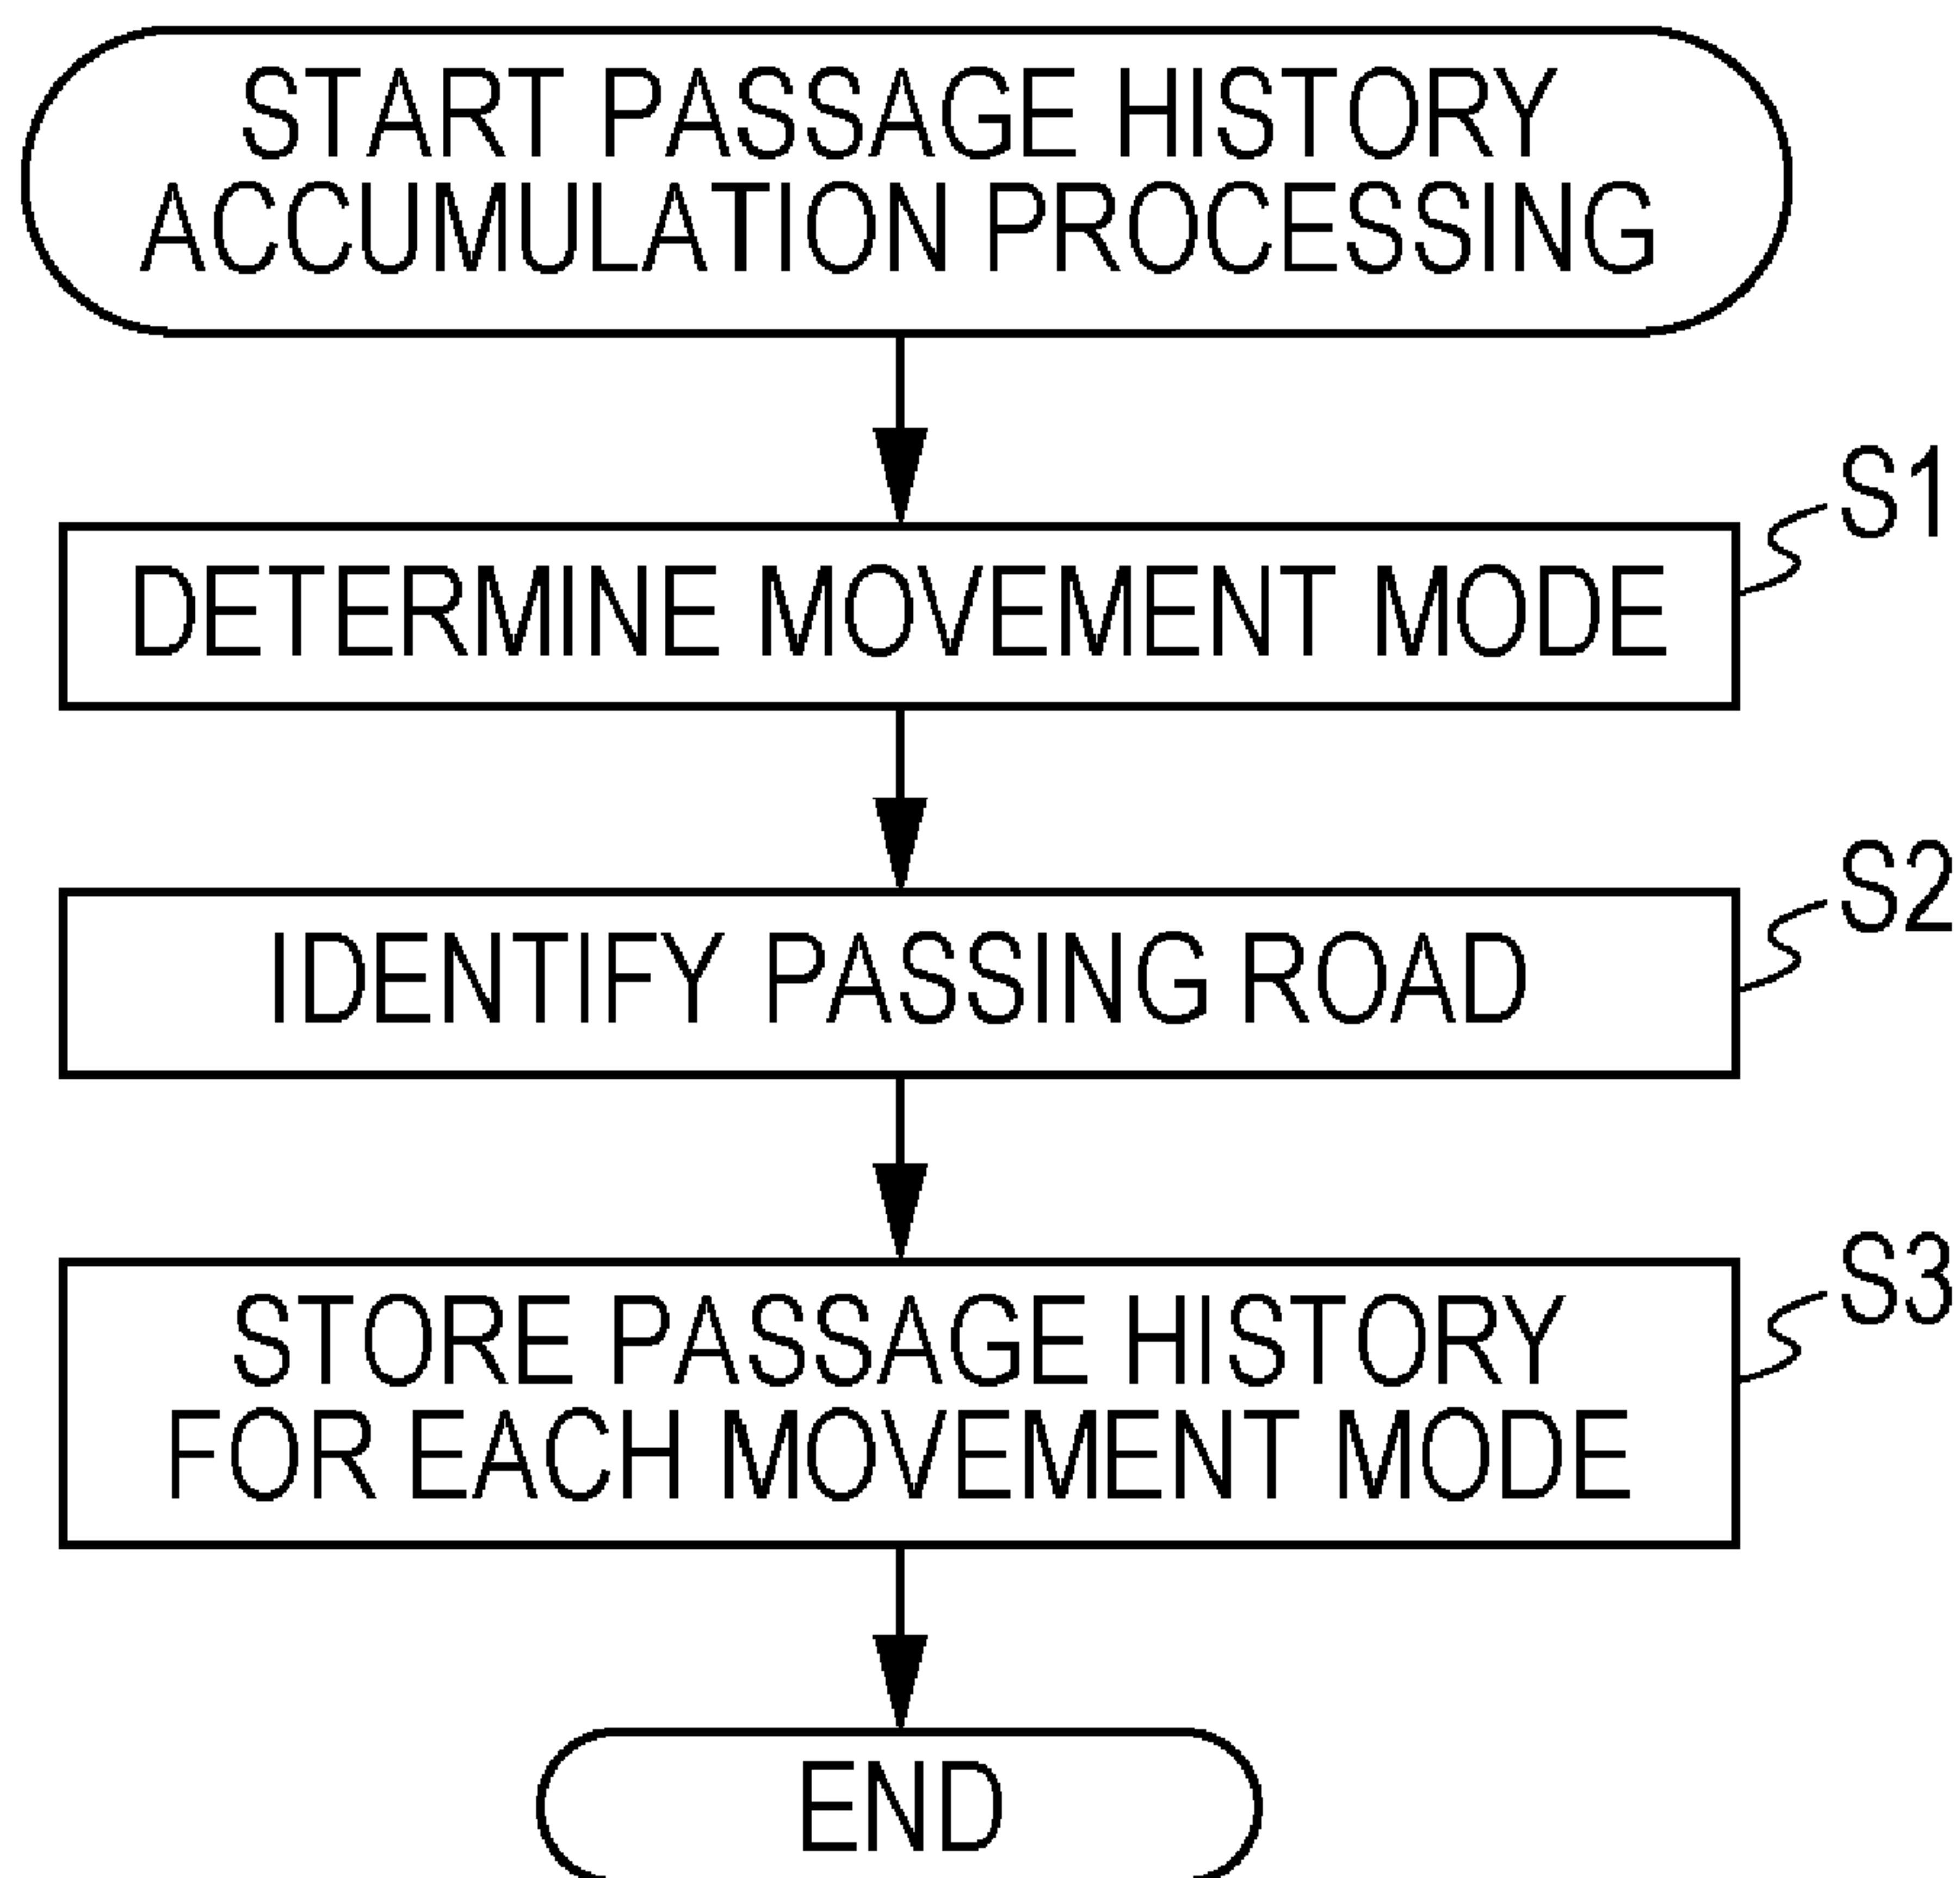 START PASSAGE HISTORY
ACCUMULATION PROCESSING
S1
DETERMINE MOVEMENT MODE
S2
IDENTIFY PASSING ROAD
S3
STORE PASSAGE HISTORY
FOR EACH MOVEMENT MODE
END